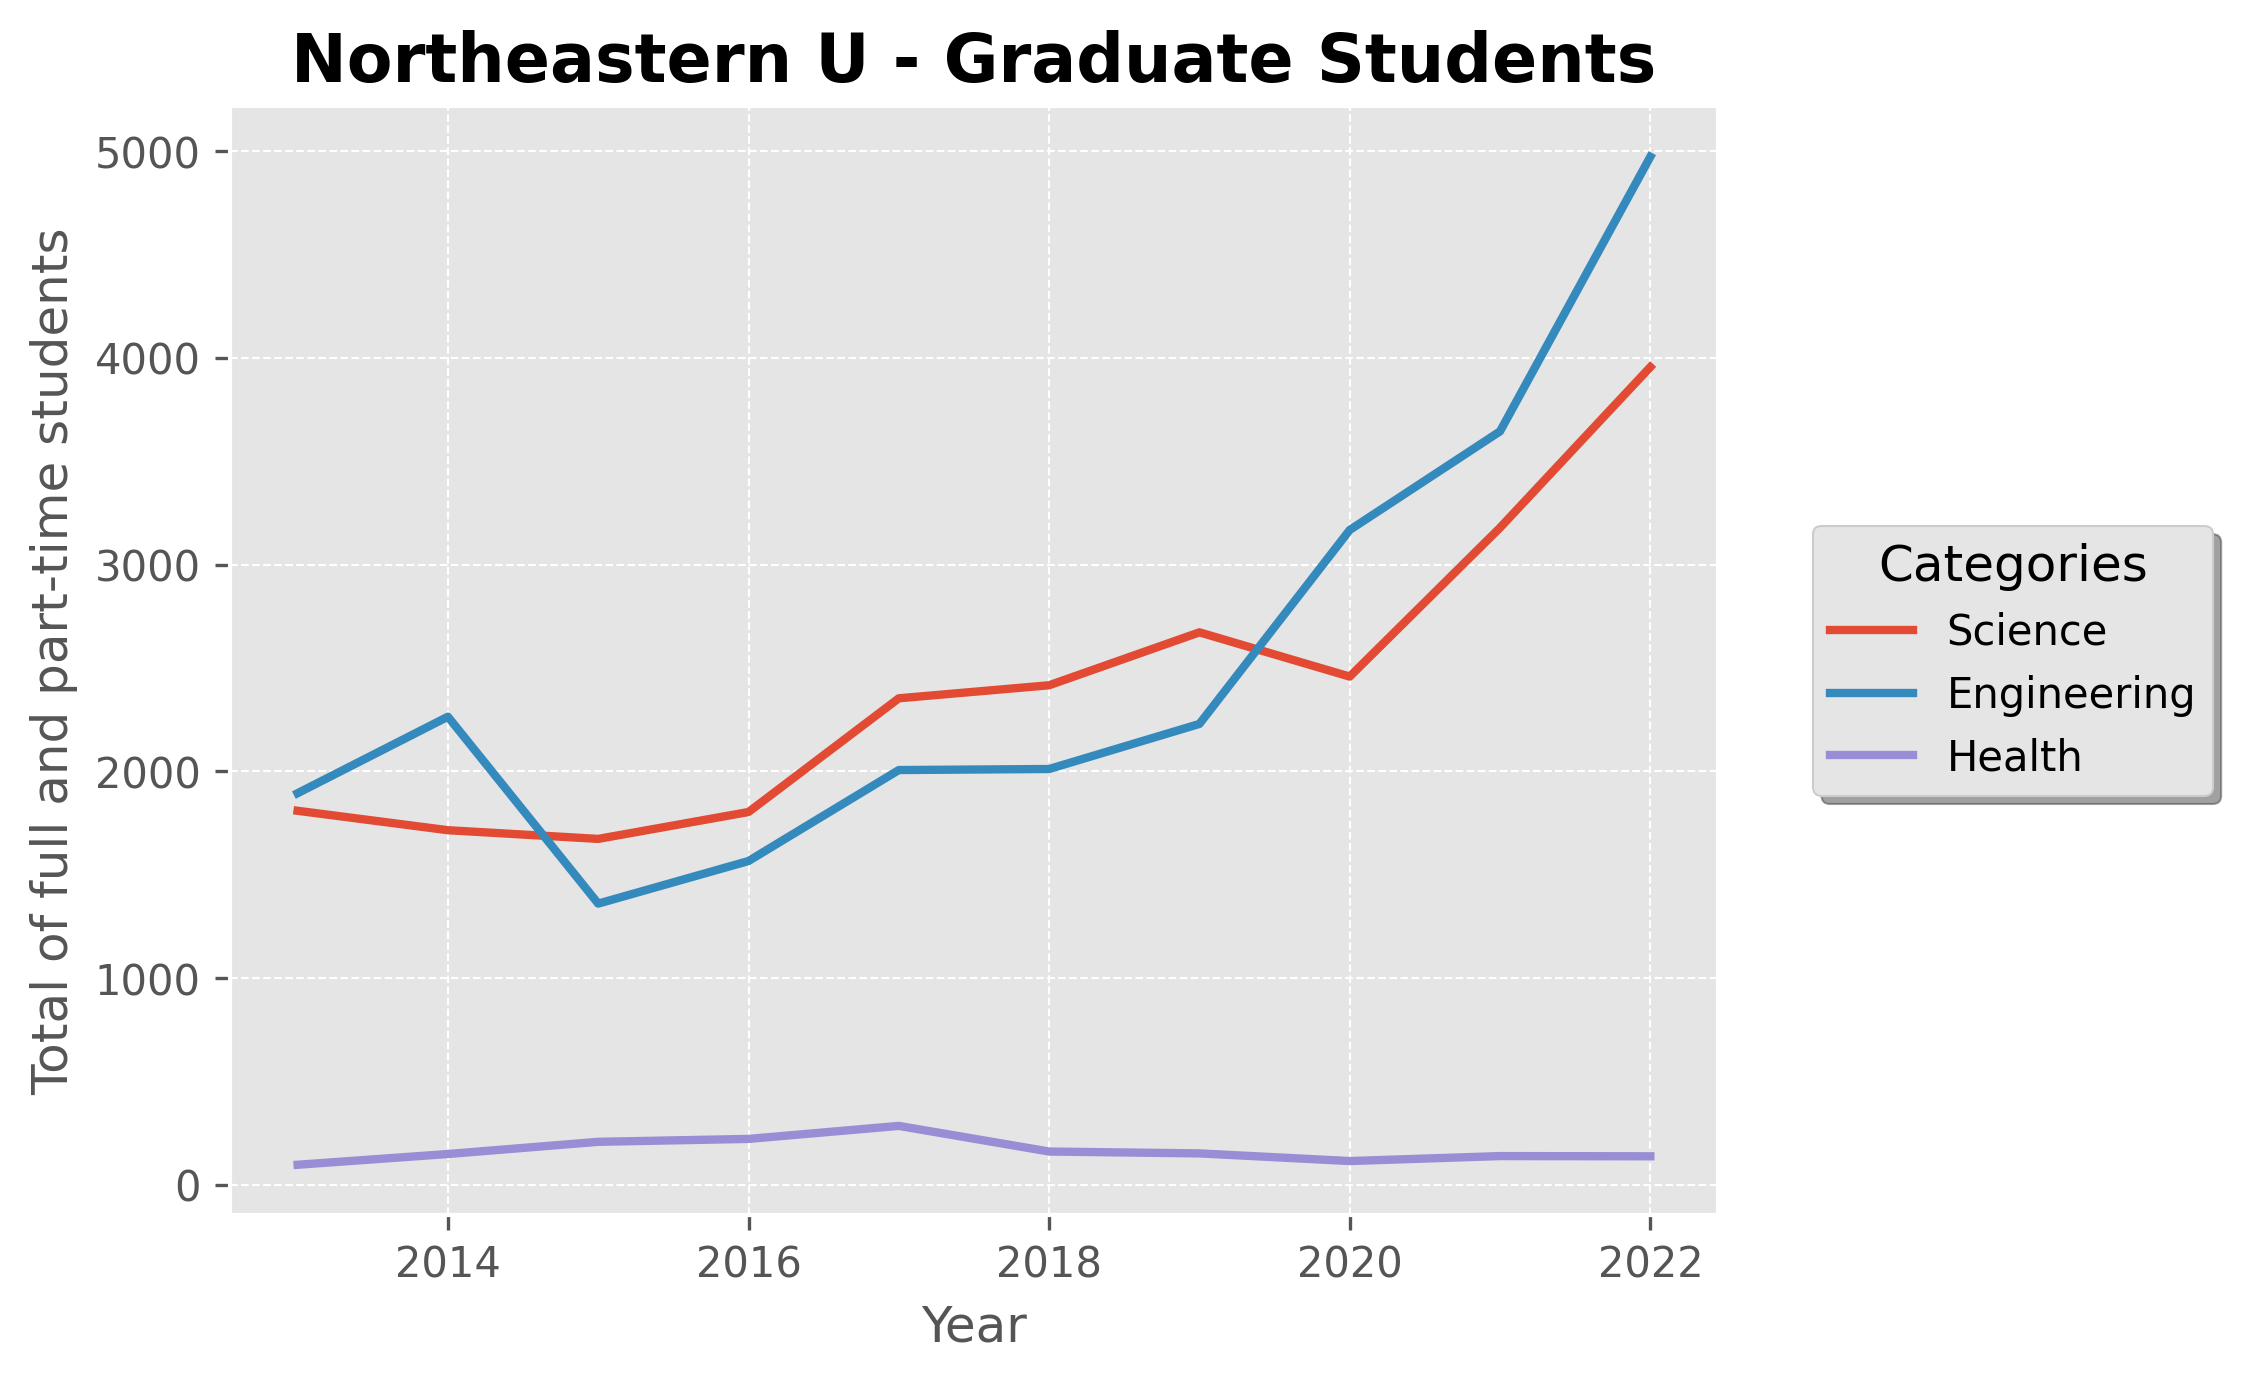 Northeastern U - Graduate Students
Total of full and part-time students
5000
4000
3000
2000
1000
0
2014
2016
2018
2020
2022
Year
Categories
Science
Engineering
Health